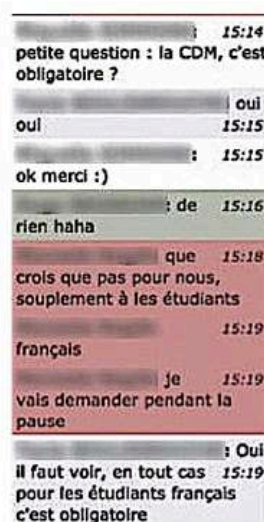 : 15:14
petite question : la CDM, c'est
obligatoire ?
oui
oui 15:15
: 15:15
ok merci :)
: de 15:16
rien haha
que 15:18
crois que pas pour nous,
souplement à les étudiants
15:19
français
je 15:19
vais demander pendant la
pause
: Oui
il faut voir, en tout cas 15:19
pour les étudiants français
c'est obligatoire